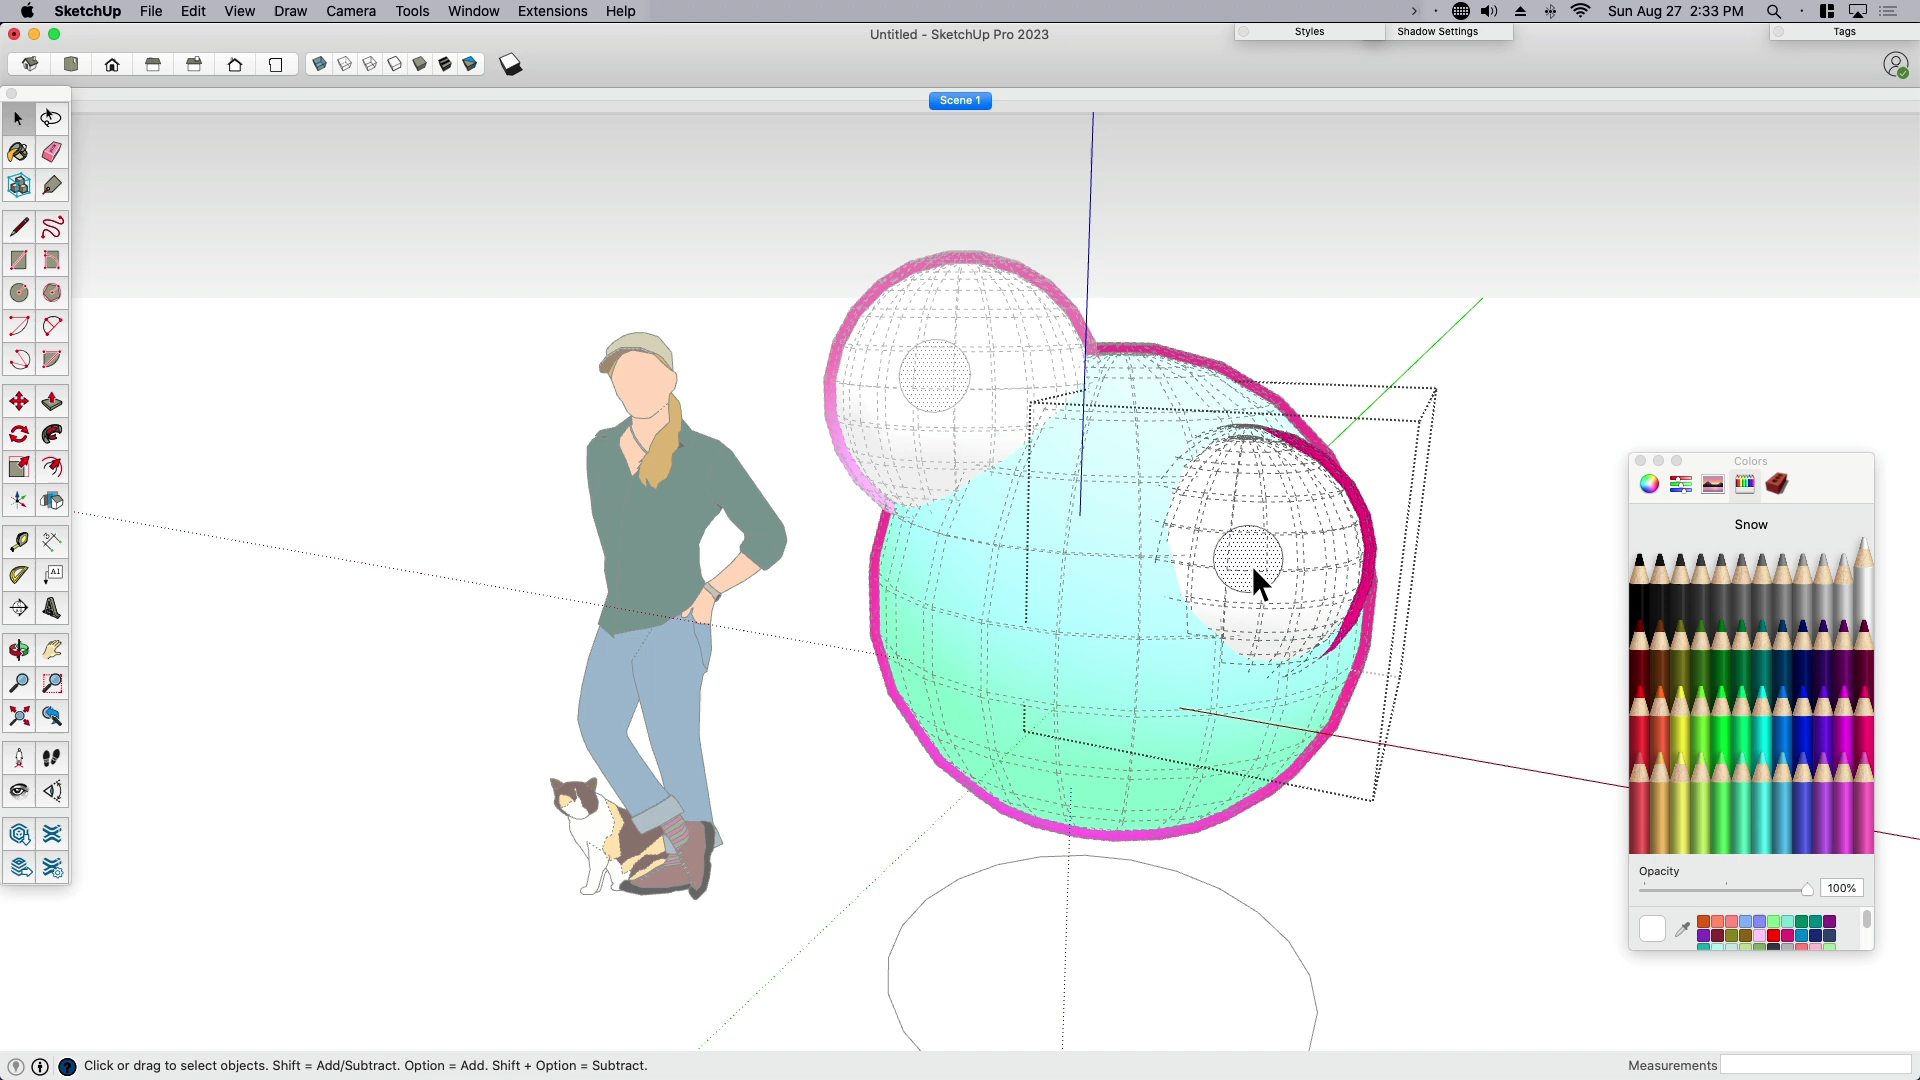 SketchUp File Edit View Draw Camera Tools Window Extensions Help
Sun Aug 27 2:33 PM
Untitled - SketchUp Pro 2023
Styles
Shadow Settings
Tags
Scene 1
A1
Colors
Snow
Opacity
100%
Click or drag to select objects. Shift = Add/Subtract. Option = Add. Shift + Option = Subtract.
Measurements